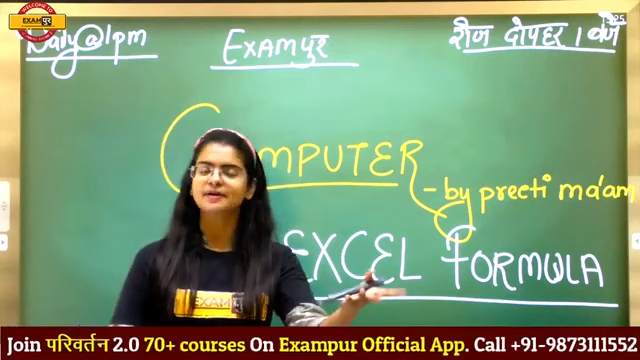 WELCOME TO
EXAMपुर
Daily@1pm
Examपुर
रोज दोपहर 1 बजे
COMPUTER
- by preeti ma'am
EXCEL FORMULA
EXAMपुर
Join परिवर्तन 2.0 70+ courses On Exampur Official App. Call +91-9873111552